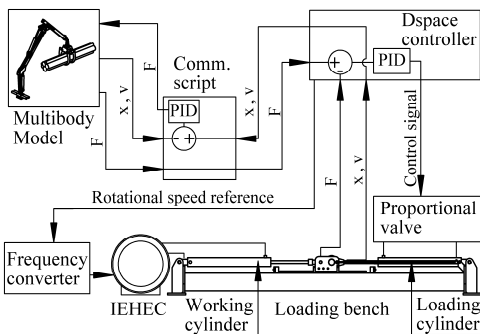 Dspace
controller
PID
Comm.
script
PID
F
x, v
F
F
x, v
F
F
x, v
Control signal
Multibody
Model
Rotational speed reference
Proportional
valve
Frequency
converter
IEHEC
Working
cylinder
Loading bench
Loading
cylinder